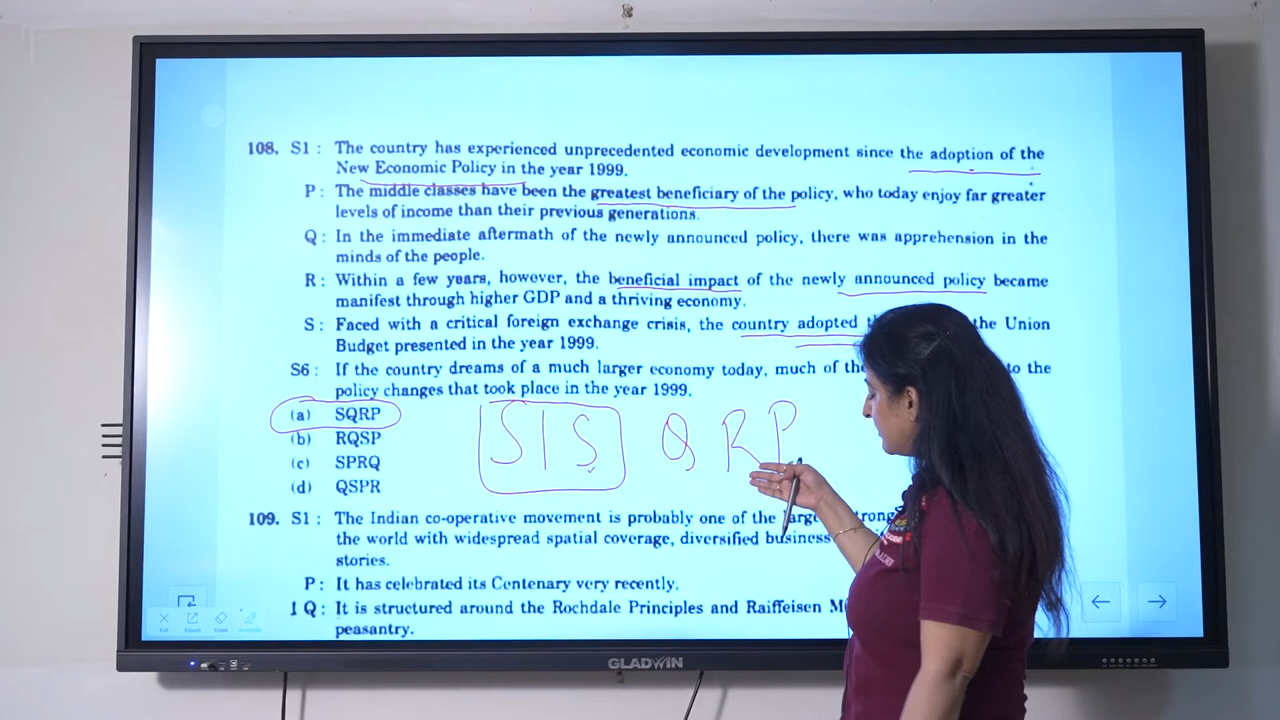 108. S1 : The country has experienced unprecedented economic development since the adoption of the
New Economic Policy in the year 1999.
P : The middle classes have been the greatest beneficiary of the policy, who today enjoy far greater
levels of income than their previous generations.
Q : In the immediate aftermath of the newly announced policy, there was apprehension in the
minds of the people.
R : Within a few years, however, the beneficial impact of the newly announced policy became
manifest through higher GDP and a thriving economy.
S : Faced with a critical foreign exchange crisis, the country adopted the Union
Budget presented in the year 1999.
S6 : If the country dreams of a much larger economy today, much of the to the
policy changes that took place in the year 1999.
(a) SQRP
(b) RQSP
(c) SPRQ
(d) QSPR
S1S QRP
109. S1 : The Indian co-operative movement is probably one of the
the world with widespread spatial coverage, diversified business
stories.
P : It has celebrated its Centenary very recently.
Q : It is structured around the Rochdale Principles and Raiffeisen
peasantry.
Exit Export Erase
GLADWIN